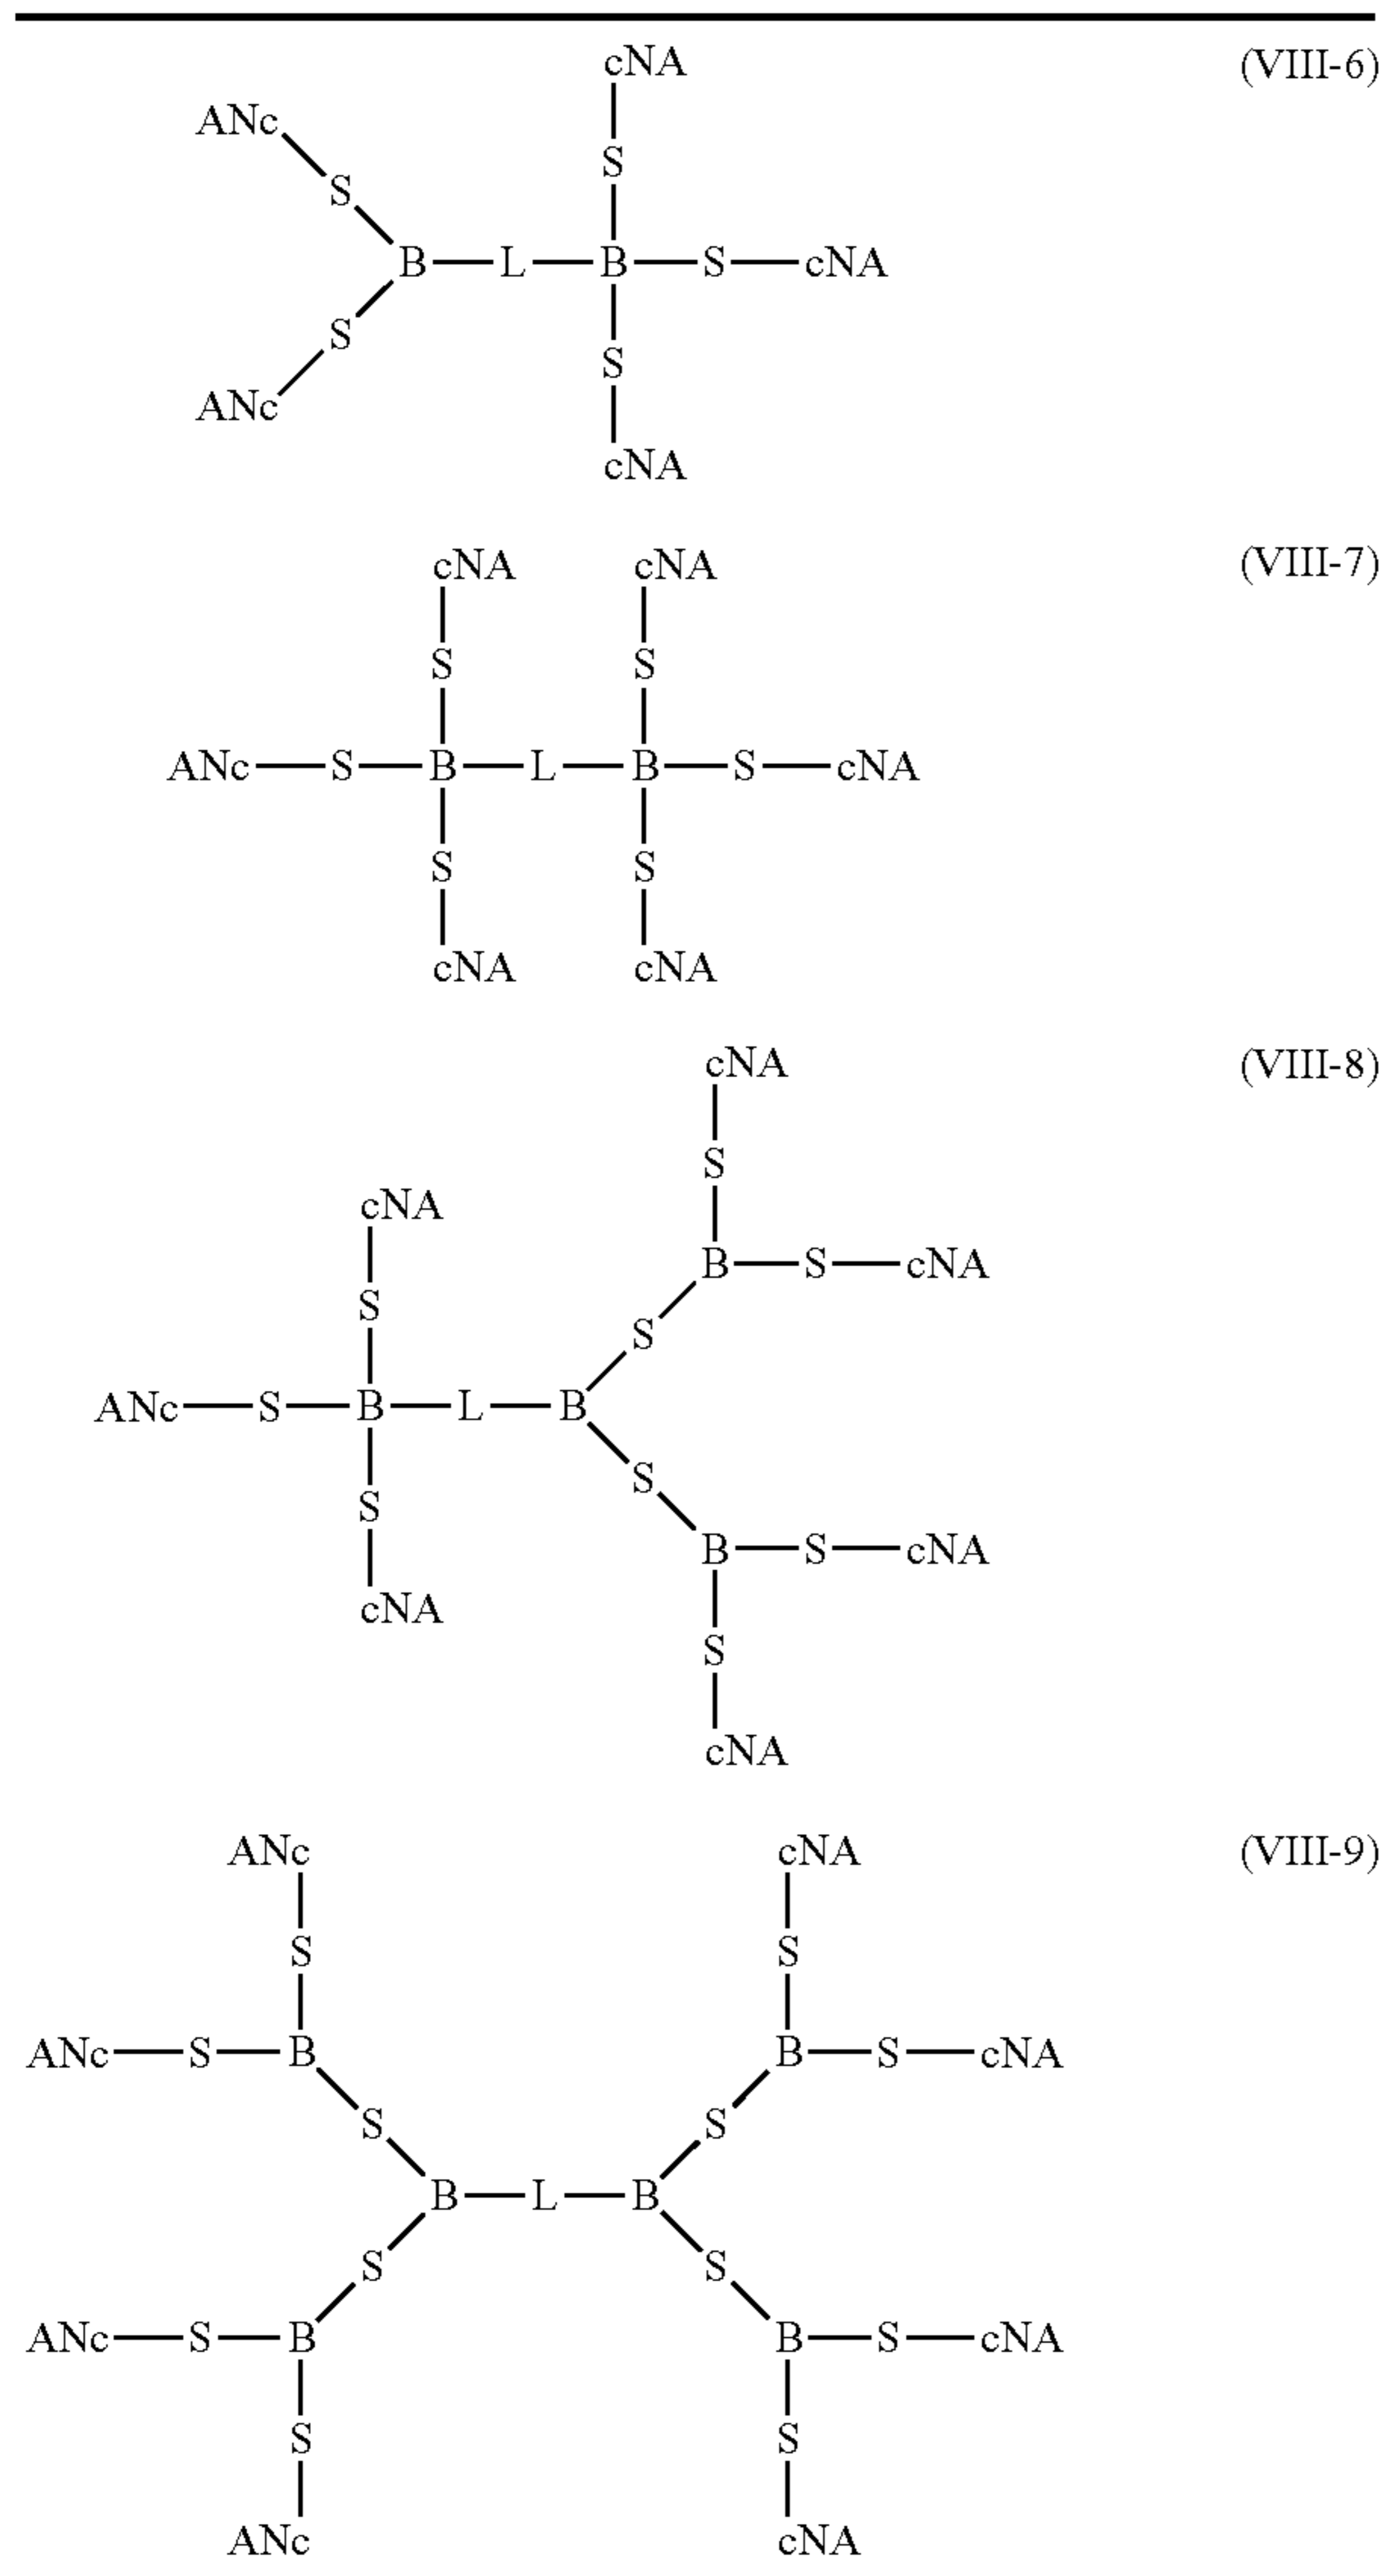 cNA (VIII-6)
ANc
S
S
B L B S cNA
S
S
ANc
cNA
cNA cNA (VIII-7)
S S
ANc S B L B S cNA
S S
cNA cNA
cNA (VIII-8)
S
cNA
B S cNA
S
S
ANc S B L B
S
S
B S cNA
cNA
S
cNA
ANc cNA (VIII-9)
S S
ANc S B B S cNA
S S
B L B
S S
ANc S B B S cNA
S S
ANc cNA